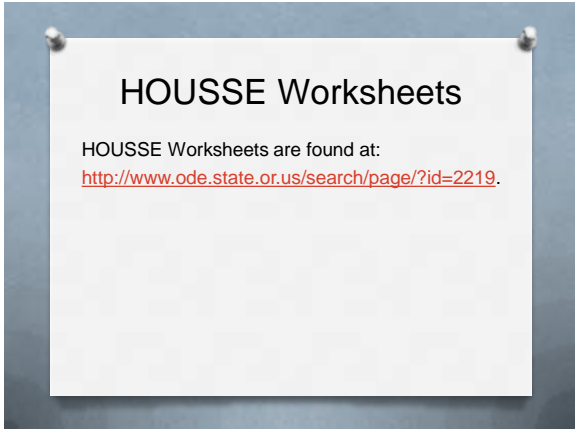 HOUSSE Worksheets
HOUSSE Worksheets are found at:
http://www.ode.state.or.us/search/page/?id=2219.